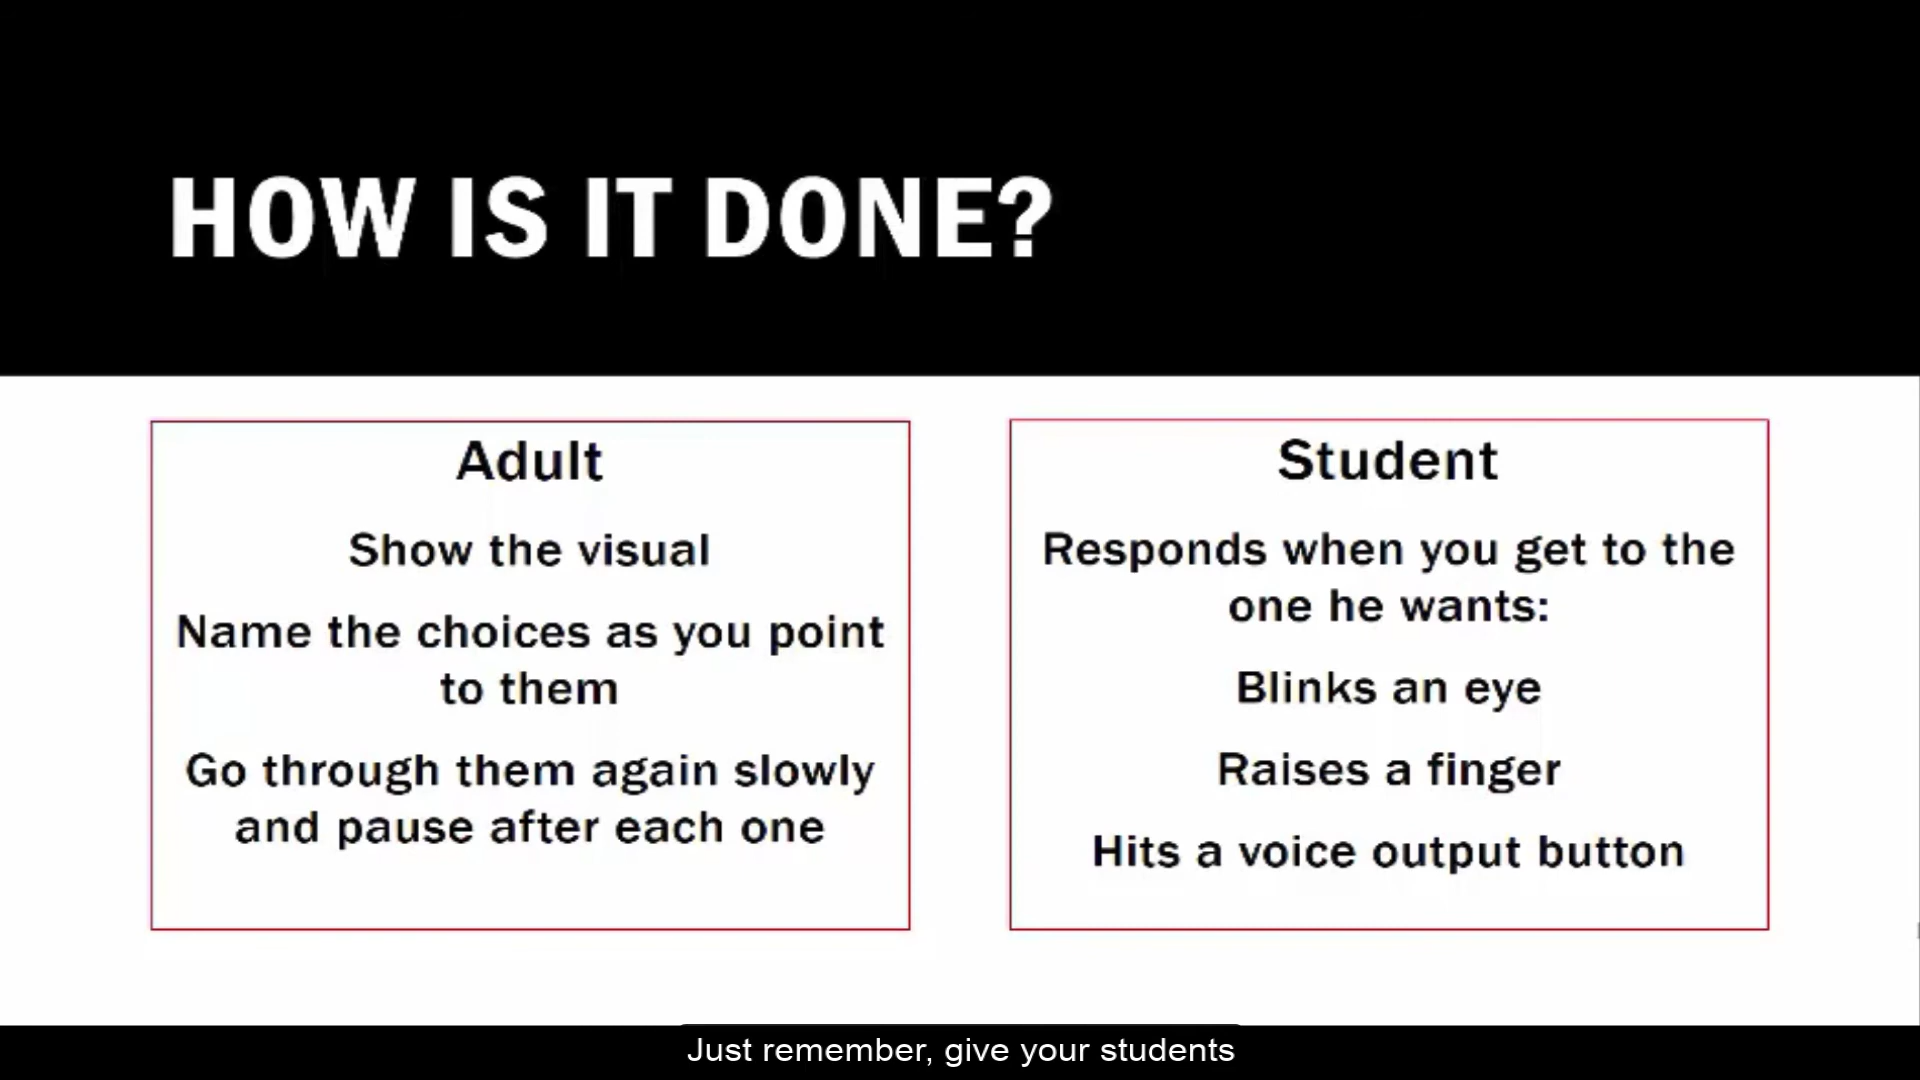 HOW IS IT DONE?
Adult
Show the visual
Name the choices as you point
to them
Go through them again slowly
and pause after each one
Student
Responds when you get to the
one he wants:
Blinks an eye
Raises a finger
Hits a voice output button
Just remember, give your students